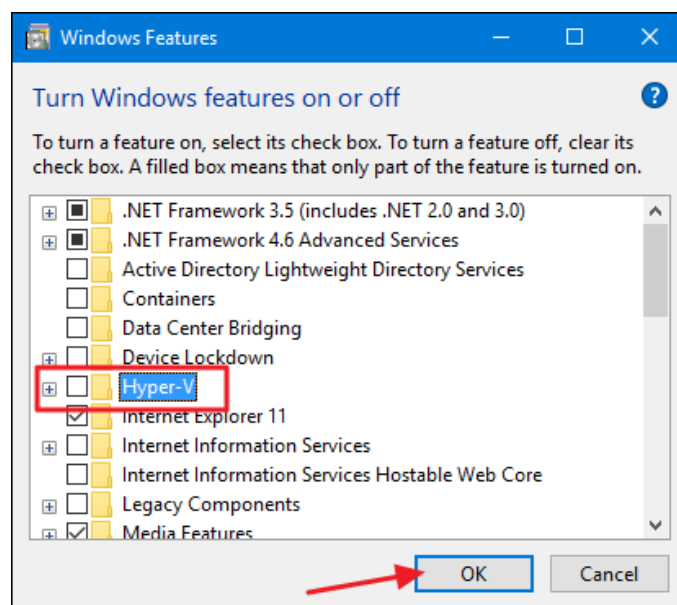 Windows Features
Turn Windows features on or off
To turn a feature on, select its check box. To turn a feature off, clear its
check box. A filled box means that only part of the feature is turned on.
.NET Framework 3.5 (includes .NET 2.0 and 3.0)
.NET Framework 4.6 Advanced Services
Active Directory Lightweight Directory Services
Containers
Data Center Bridging
Device Lockdown
Hyper-V
Internet Explorer 11
Internet Information Services
Internet Information Services Hostable Web Core
Legacy Components
Media Features
OK Cancel